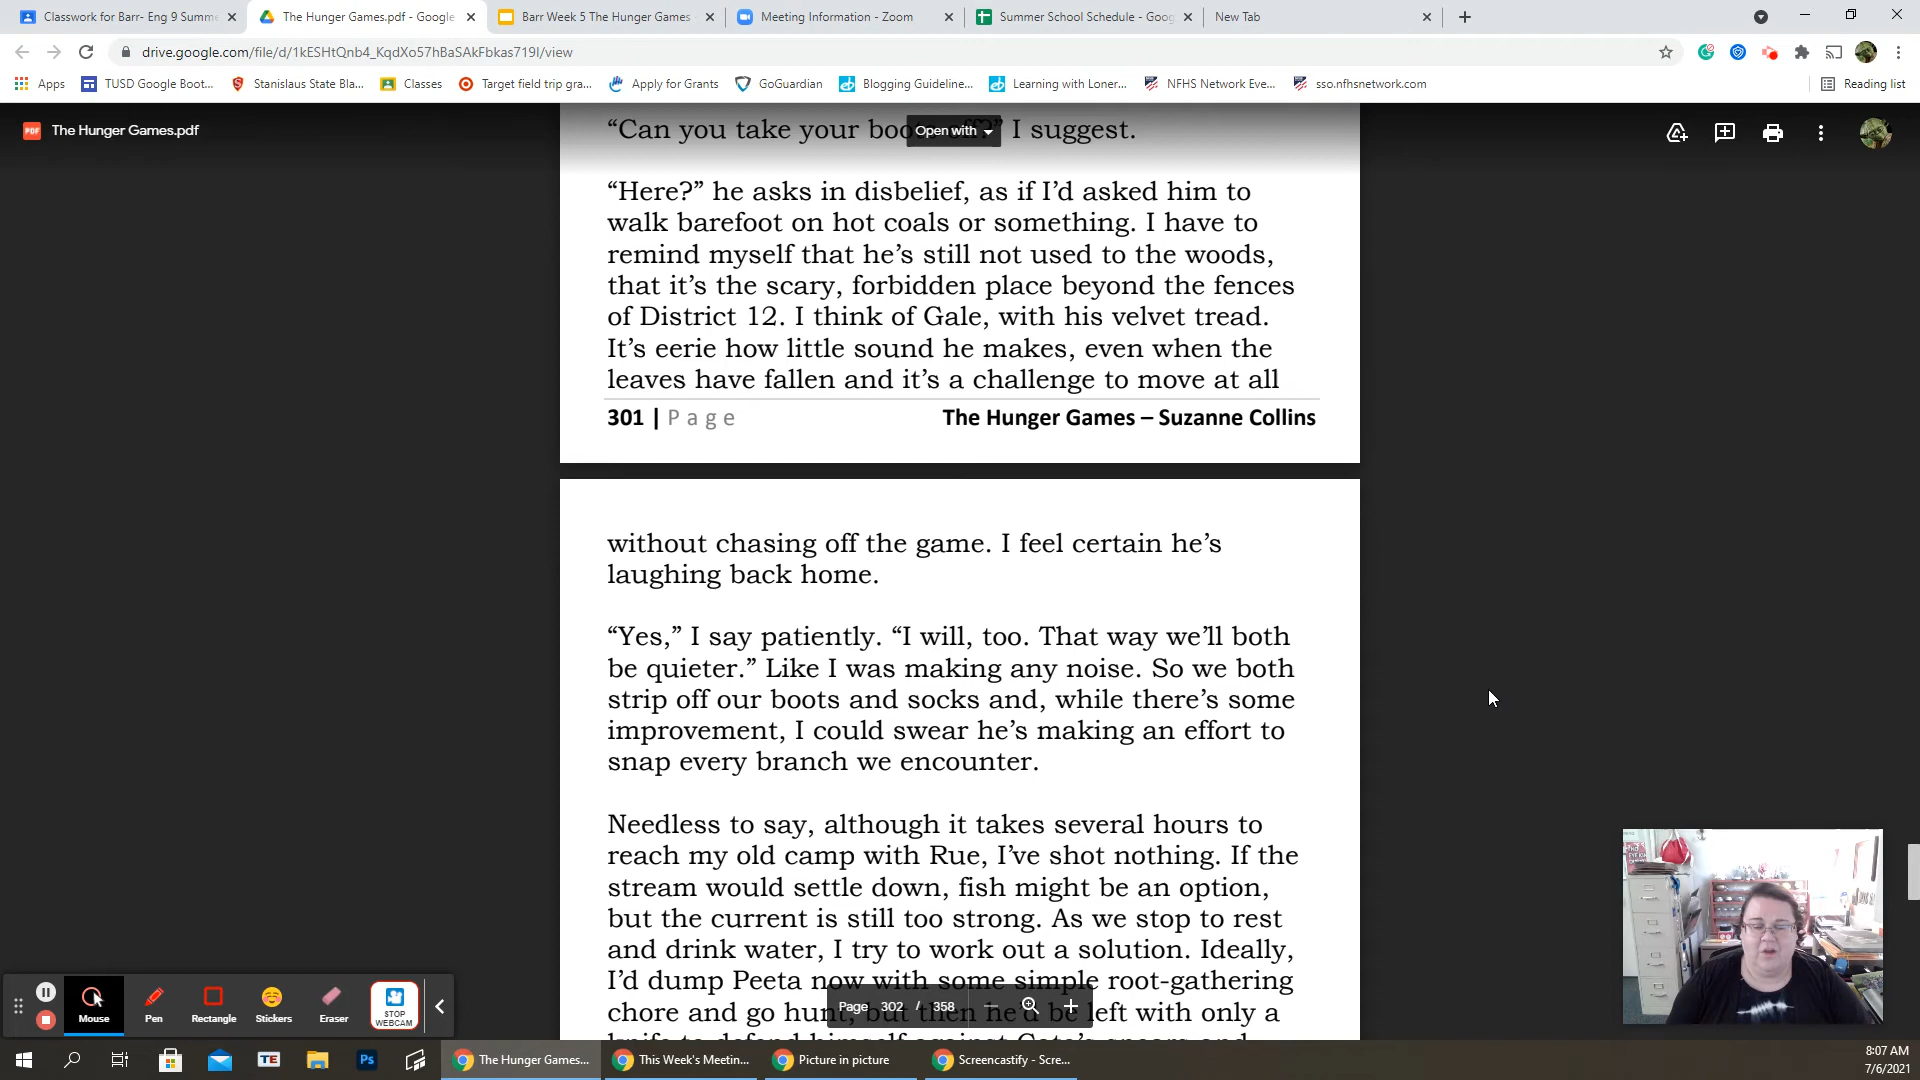 Classwork for Barr- Eng 9 Summe
The Hunger Games.pdf - Google
Barr Week 5 The Hunger Games
Meeting Information - Zoom
Summer School Schedule - Goog
New Tab
drive.google.com/file/d/1kESHtQnb4_KqdXo57hBaSAkFbkas719I/view
Apps
TUSD Google Boot...
Stanislaus State Bla...
Classes
Target field trip gra...
Apply for Grants
GoGuardian
Blogging Guideline...
Learning with Loner...
NFHS Network Eve...
sso.nfhsnetwork.com
Reading list
PDF
The Hunger Games.pdf
Open with
“Can you take your boots off?” I suggest.
“Here?” he asks in disbelief, as if I’d asked him to
walk barefoot on hot coals or something. I have to
remind myself that he’s still not used to the woods,
that it’s the scary, forbidden place beyond the fences
of District 12. I think of Gale, with his velvet tread.
It’s eerie how little sound he makes, even when the
leaves have fallen and it’s a challenge to move at all
301 | Page The Hunger Games – Suzanne Collins
without chasing off the game. I feel certain he’s
laughing back home.
“Yes,” I say patiently. “I will, too. That way we’ll both
be quieter.” Like I was making any noise. So we both
strip off our boots and socks and, while there’s some
improvement, I could swear he’s making an effort to
snap every branch we encounter.
Needless to say, although it takes several hours to
reach my old camp with Rue, I’ve shot nothing. If the
stream would settle down, fish might be an option,
but the current is still too strong. As we stop to rest
and drink water, I try to work out a solution. Ideally,
I’d dump Peeta now with some simple root-gathering
chore and go hunt, but then he’d be left with only a
knife to defend himself against Cato’s spears and
Page 302 / 358
Mouse
Pen
Rectangle
Stickers
Eraser
STOP
WEBCAM
TE
Ps
The Hunger Games...
This Week's Meetin...
Picture in picture
Screencastify - Scre...
8:07 AM
7/6/2021